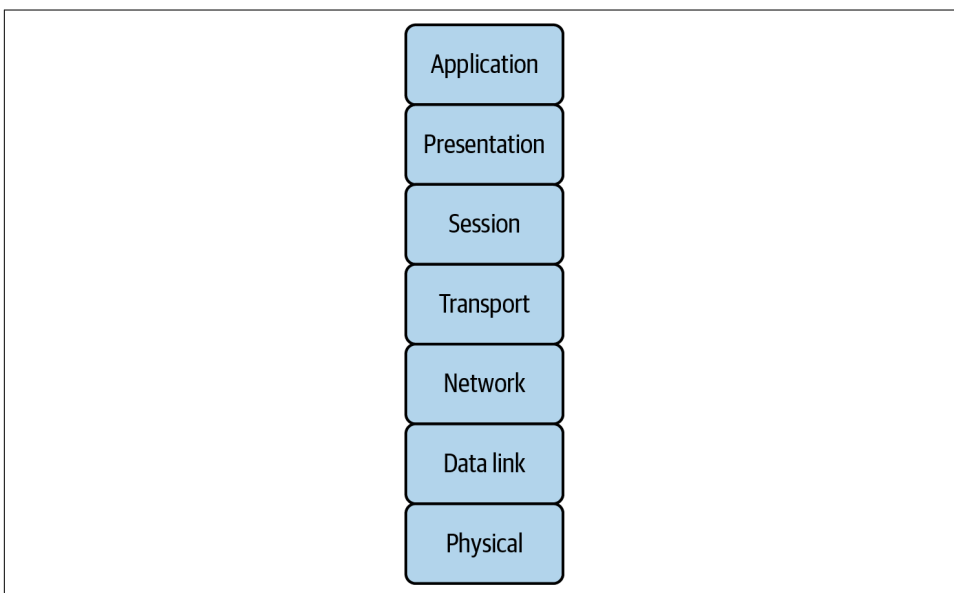 Application
Presentation
Session
Transport
Network
Data link
Physical